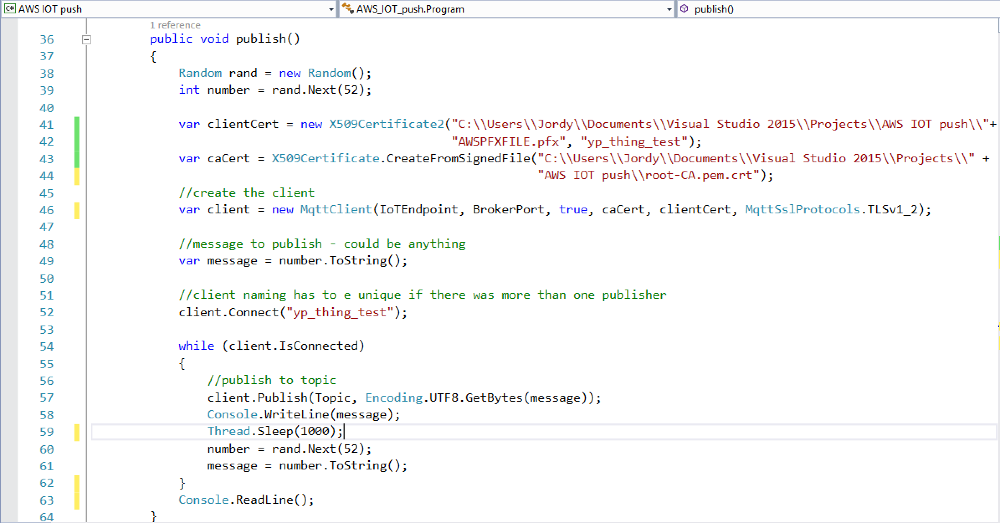 C# AWS IOT push AWS_IOT_push.Program publish()
1 reference
36 public void publish()
37 {
38 Random rand = new Random();
39 int number = rand.Next(52);
40
41 var clientCert = new X509Certificate2("C:\\Users\\Jordy\\Documents\\Visual Studio 2015\\Projects\\AWS IOT push\\"+
42 "AWSPFXFILE.pfx", "yp_thing_test");
43 var caCert = X509Certificate.CreateFromSignedFile("C:\\Users\\Jordy\\Documents\\Visual Studio 2015\\Projects\\" +
44 "AWS IOT push\\root-CA.pem.crt");
45 //create the client
46 var client = new MqttClient(IoTEndpoint, BrokerPort, true, caCert, clientCert, MqttSslProtocols.TLSv1_2);
47
48 //message to publish - could be anything
49 var message = number.ToString();
50
51 //client naming has to e unique if there was more than one publisher
52 client.Connect("yp_thing_test");
53
54 while (client.IsConnected)
55 {
56 //publish to topic
57 client.Publish(Topic, Encoding.UTF8.GetBytes(message));
58 Console.WriteLine(message);
59 Thread.Sleep(1000);
60 number = rand.Next(52);
61 message = number.ToString();
62 }
63 Console.ReadLine();
64 }